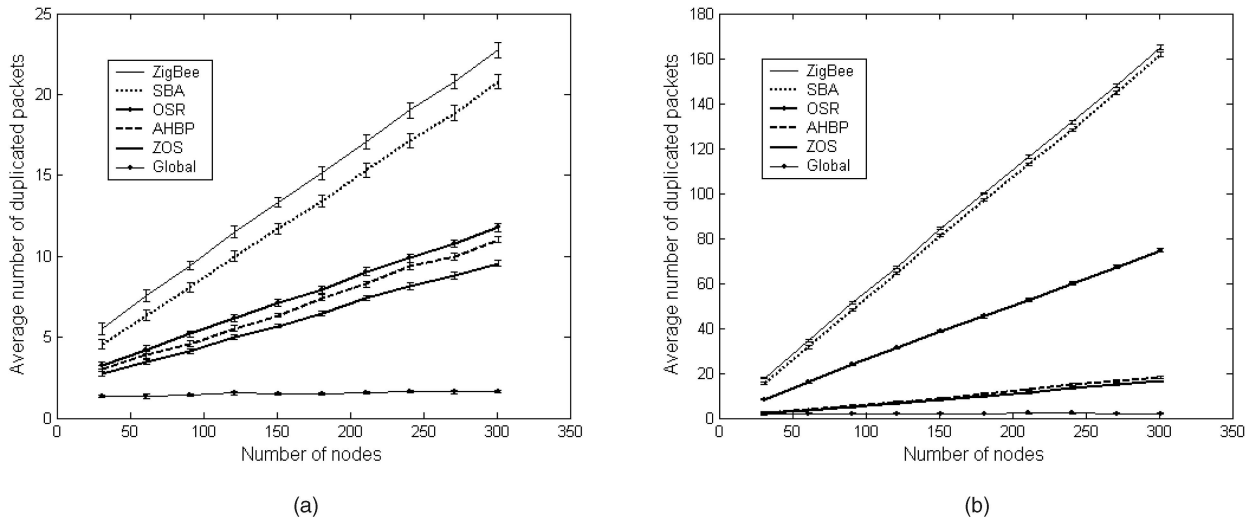 25
20
15
10
5
0
Average number of duplicated packets
ZigBee
SBA
OSR
AHBP
ZOS
Global
0 50 100 150 200 250 300 350
Number of nodes
(a)
180
160
140
120
100
80
60
40
20
0
Average number of duplicated packets
ZigBee
SBA
OSR
AHBP
ZOS
Global
0 50 100 150 200 250 300 350
Number of nodes
(b)